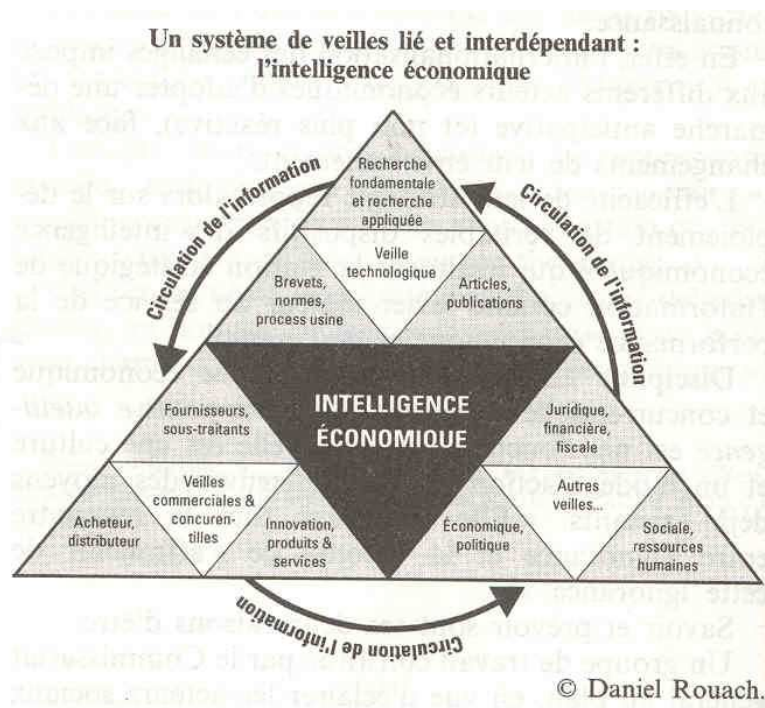 Un système de veilles lié et interdépendant :
l'intelligence économique
Circulation de l'information
Circulation de l'information
Recherche
fondamentale
et recherche
appliquée
Veille
technologique
Brevets,
normes,
process usine
Articles,
publications
INTELLIGENCE
ÉCONOMIQUE
Fournisseurs,
sous-traitants
Juridique,
financière,
fiscale
Veilles
commerciales &
concuren-
tilles
Autres
veilles...
Acheteur,
distributeur
Innovation,
produits &
services
Économique,
politique
Sociale,
ressources
humaines
Circulation de l'information
© Daniel Rouach.